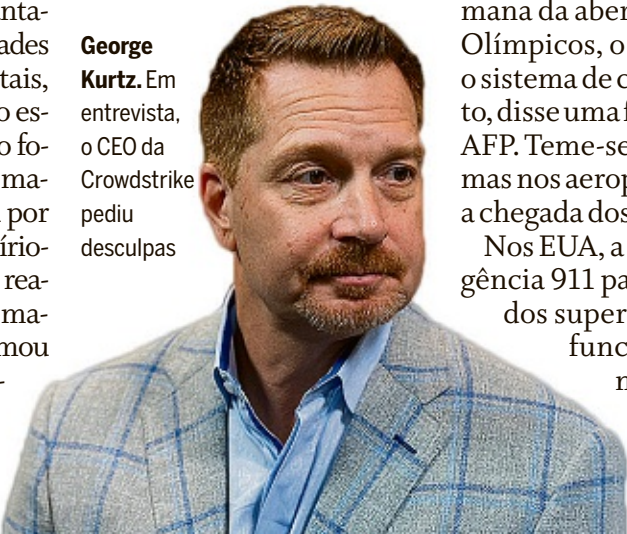 nta-
ades
tais,
o es-
o fo-
ma-
por
írio-
rea-
ma-
mou
-
George
Kurtz. Em
entrevista,
o CEO da
Crowdstrike
pediu
desculpas
mana da aber
Olímpicos, o
o sistema de c
to, disse uma f
AFP. Teme-se
mas nos aerop
a chegada dos
Nos EUA, a
gência 911 pa
dos super
func